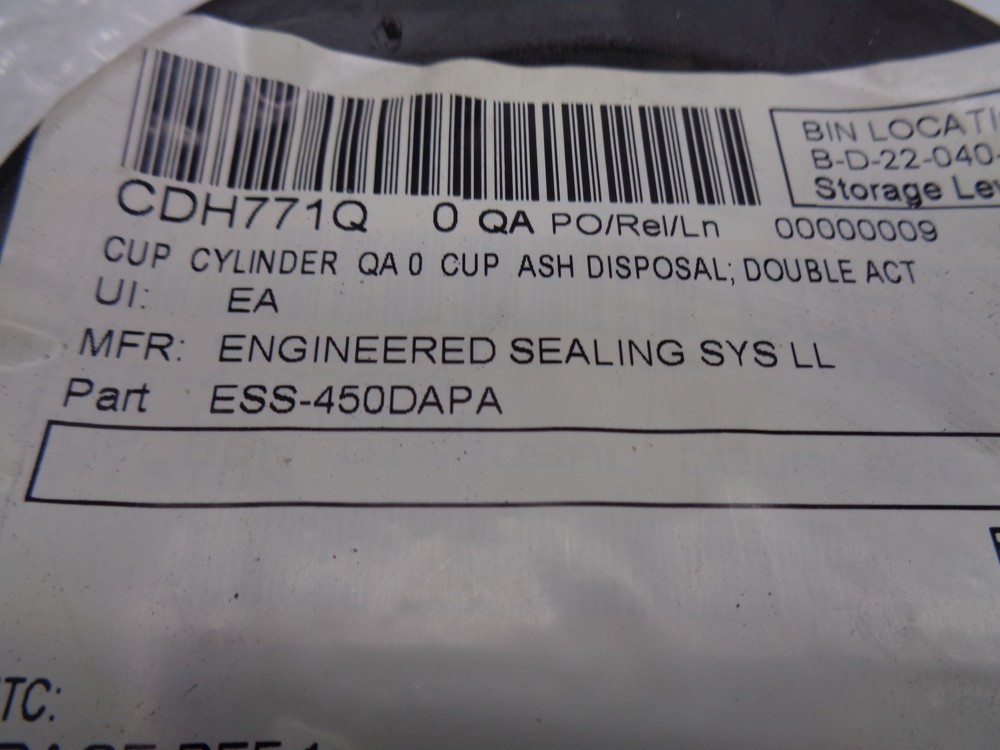 BIN LOCATI
B-D-22-040-
Storage Lev
CDH771Q 0 QA PO/Rel/Ln 00000009
CUP CYLINDER QA 0 CUP ASH DISPOSAL; DOUBLE ACT
UI: EA
MFR: ENGINEERED SEALING SYS LL
Part ESS-450DAPA
TC: